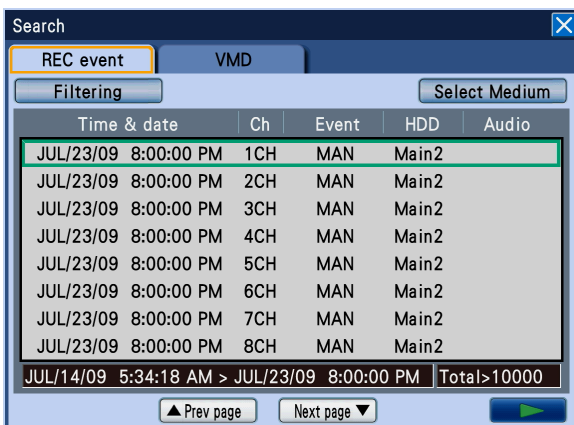 Search
REC event VMD
Filtering Select Medium
Time & date Ch Event HDD Audio
JUL/23/09 8:00:00 PM 1CH MAN Main2
JUL/23/09 8:00:00 PM 2CH MAN Main2
JUL/23/09 8:00:00 PM 3CH MAN Main2
JUL/23/09 8:00:00 PM 4CH MAN Main2
JUL/23/09 8:00:00 PM 5CH MAN Main2
JUL/23/09 8:00:00 PM 6CH MAN Main2
JUL/23/09 8:00:00 PM 7CH MAN Main2
JUL/23/09 8:00:00 PM 8CH MAN Main2
JUL/14/09 5:34:18 AM > JUL/23/09 8:00:00 PM Total>10000
▲ Prev page Next page ▼